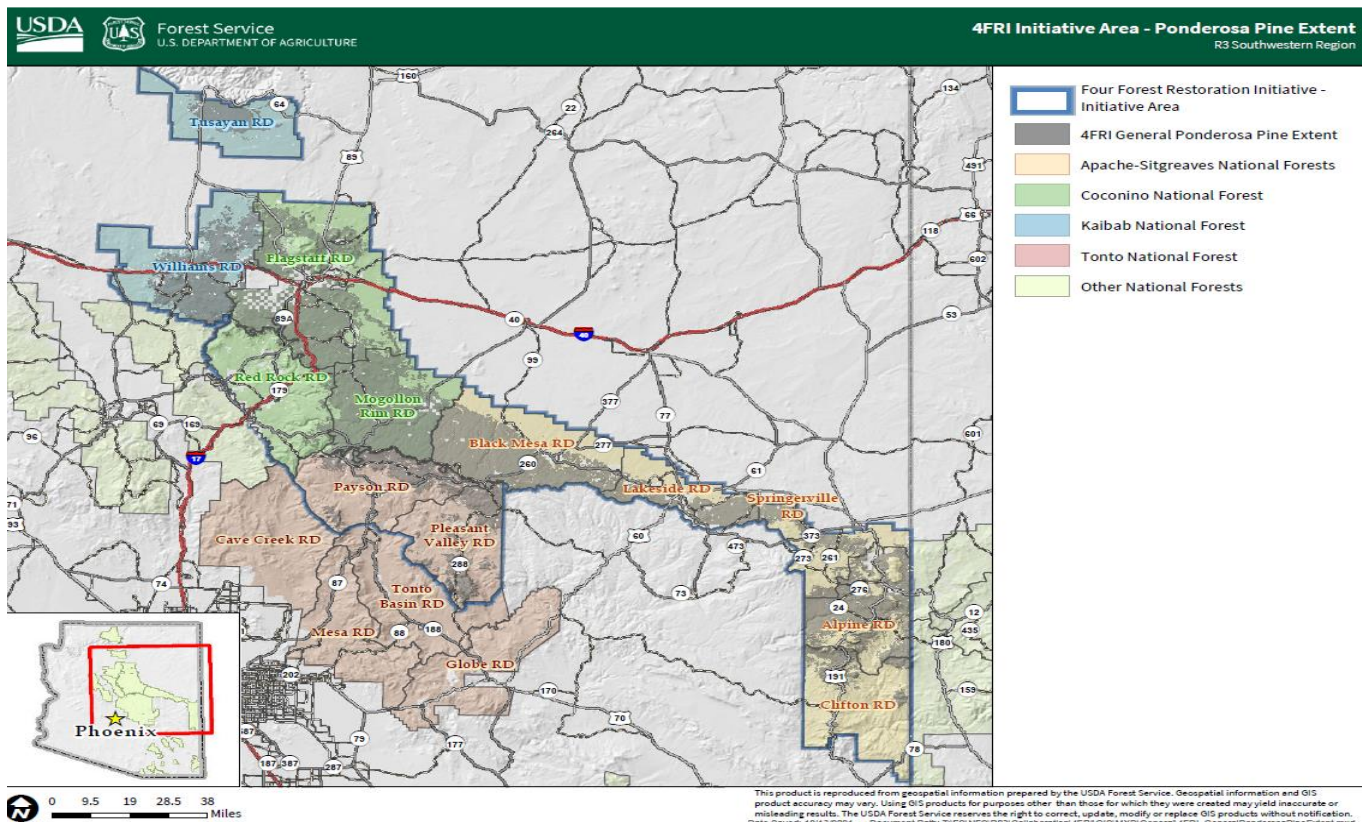 USDA
UAS
Forest Service
U.S. DEPARTMENT OF AGRICULTURE
4FRI Initiative Area - Ponderosa Pine Extent
R3 Southwestern Region
Four Forest Restoration Initiative -
Initiative Area
4FRI General Ponderosa Pine Extent
Apache-Sitgreaves National Forests
Coconino National Forest
Kaibab National Forest
Tonto National Forest
Other National Forests
160
134
64
22
Tusayan RD
264
89
491
66
118
Williams RD
Flagstaff RD
602
53
40
40
89A
99
Red Rock RD
179
Mogollon
Rim RD
377
77
69
169
96
17
Black Mesa RD
277
601
260
61
Payson RD
Lakeside RD
Springerville
RD
71
93
Cave Creek RD
Pleasant
Valley RD
60
373
473
273
261
288
74
87
73
276
Tonto
Basin RD
24
12
Alpine RD
435
Mesa RD
88
188
180
Globe RD
202
191
170
159
70
Clifton RD
79
177
78
187
387
287
Phoenix
0 9.5 19 28.5 38
Miles
This product is reproduced from geospatial information prepared by the USDA Forest Service. Geospatial information and GIS
product accuracy may vary. Using GIS products for purposes other than those for which they were created may yield inaccurate or
misleading results. The USDA Forest Service reserves the right to correct, update, modify or replace GIS products without notification.